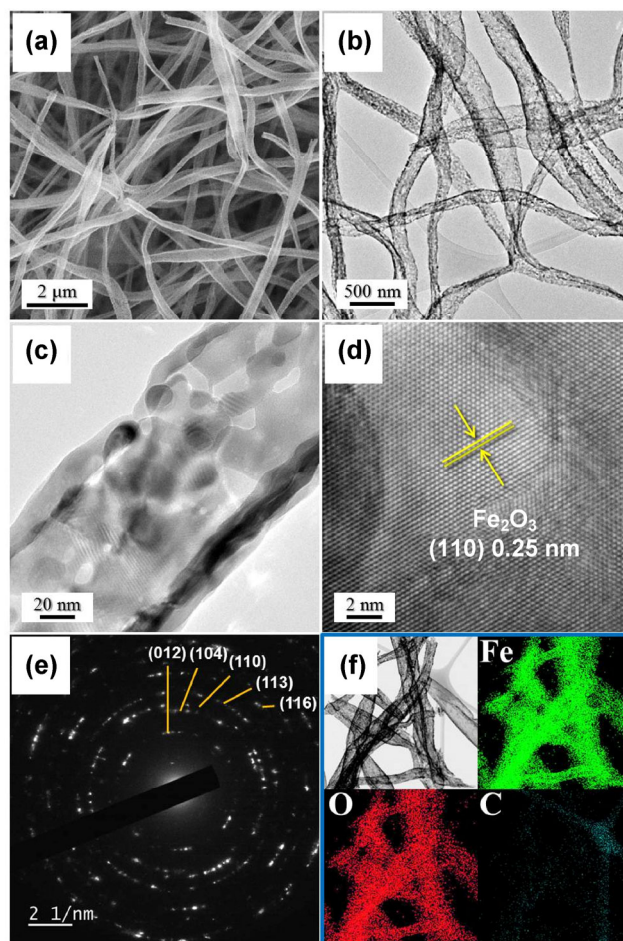 (a)
2 μm
(b)
500 nm
(c)
20 nm
(d)
Fe₂O₃
(110) 0.25 nm
2 nm
(e)
(012) (104) (110)
(113)
(116)
2 1/nm
(f)
Fe
O
C